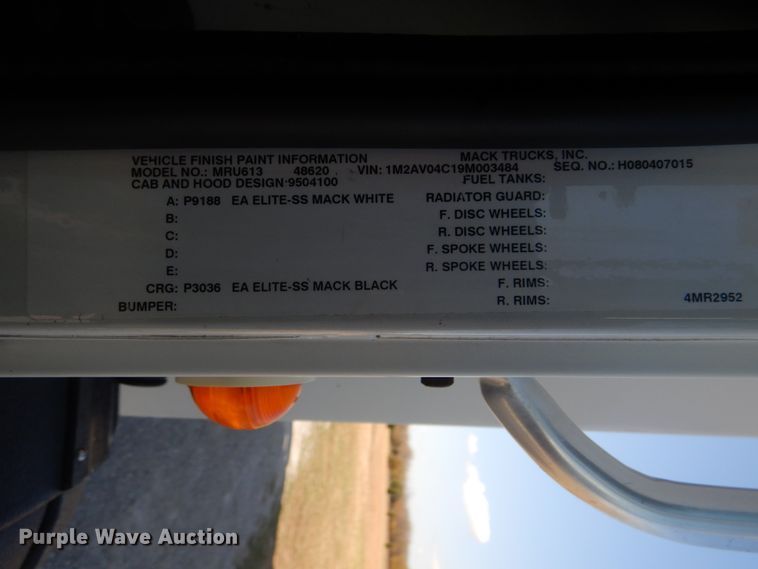 VEHICLE FINISH PAINT INFORMATION MACK TRUCKS, INC.
MODEL NO.: MRU613 48620 VIN: 1M2AV04C19M003484 SEQ. NO.: H080407015
CAB AND HOOD DESIGN:9504100 FUEL TANKS:
A: P9188 EA ELITE-SS MACK WHITE RADIATOR GUARD:
B: F. DISC WHEELS:
C: R. DISC WHEELS:
D: F. SPOKE WHEELS:
E: R. SPOKE WHEELS:
CRG: P3036 EA ELITE-SS MACK BLACK F. RIMS:
BUMPER: R. RIMS: 4MR2952
Purple Wave Auction